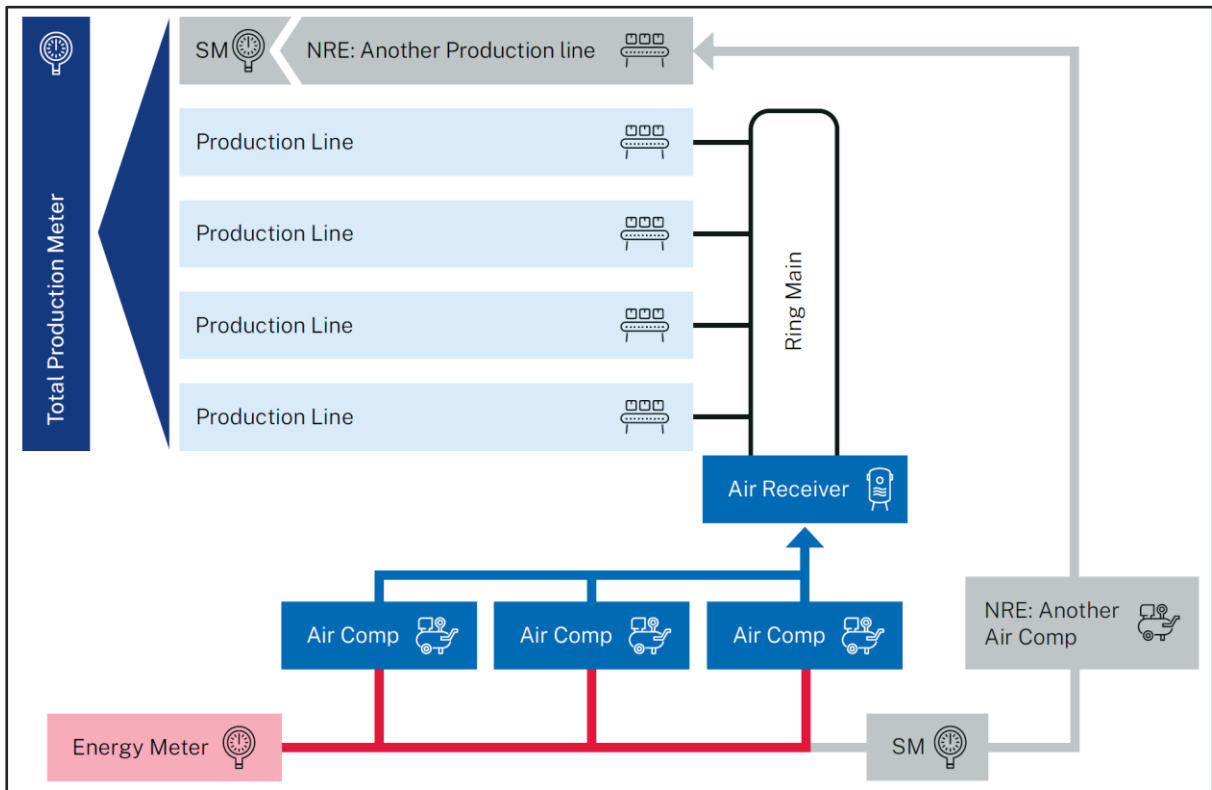 Total Production Meter
SM
NRE: Another Production line
Production Line
Production Line
Production Line
Production Line
Ring Main
Air Receiver
Air Comp
Air Comp
Air Comp
NRE: Another
Air Comp
Energy Meter
SM